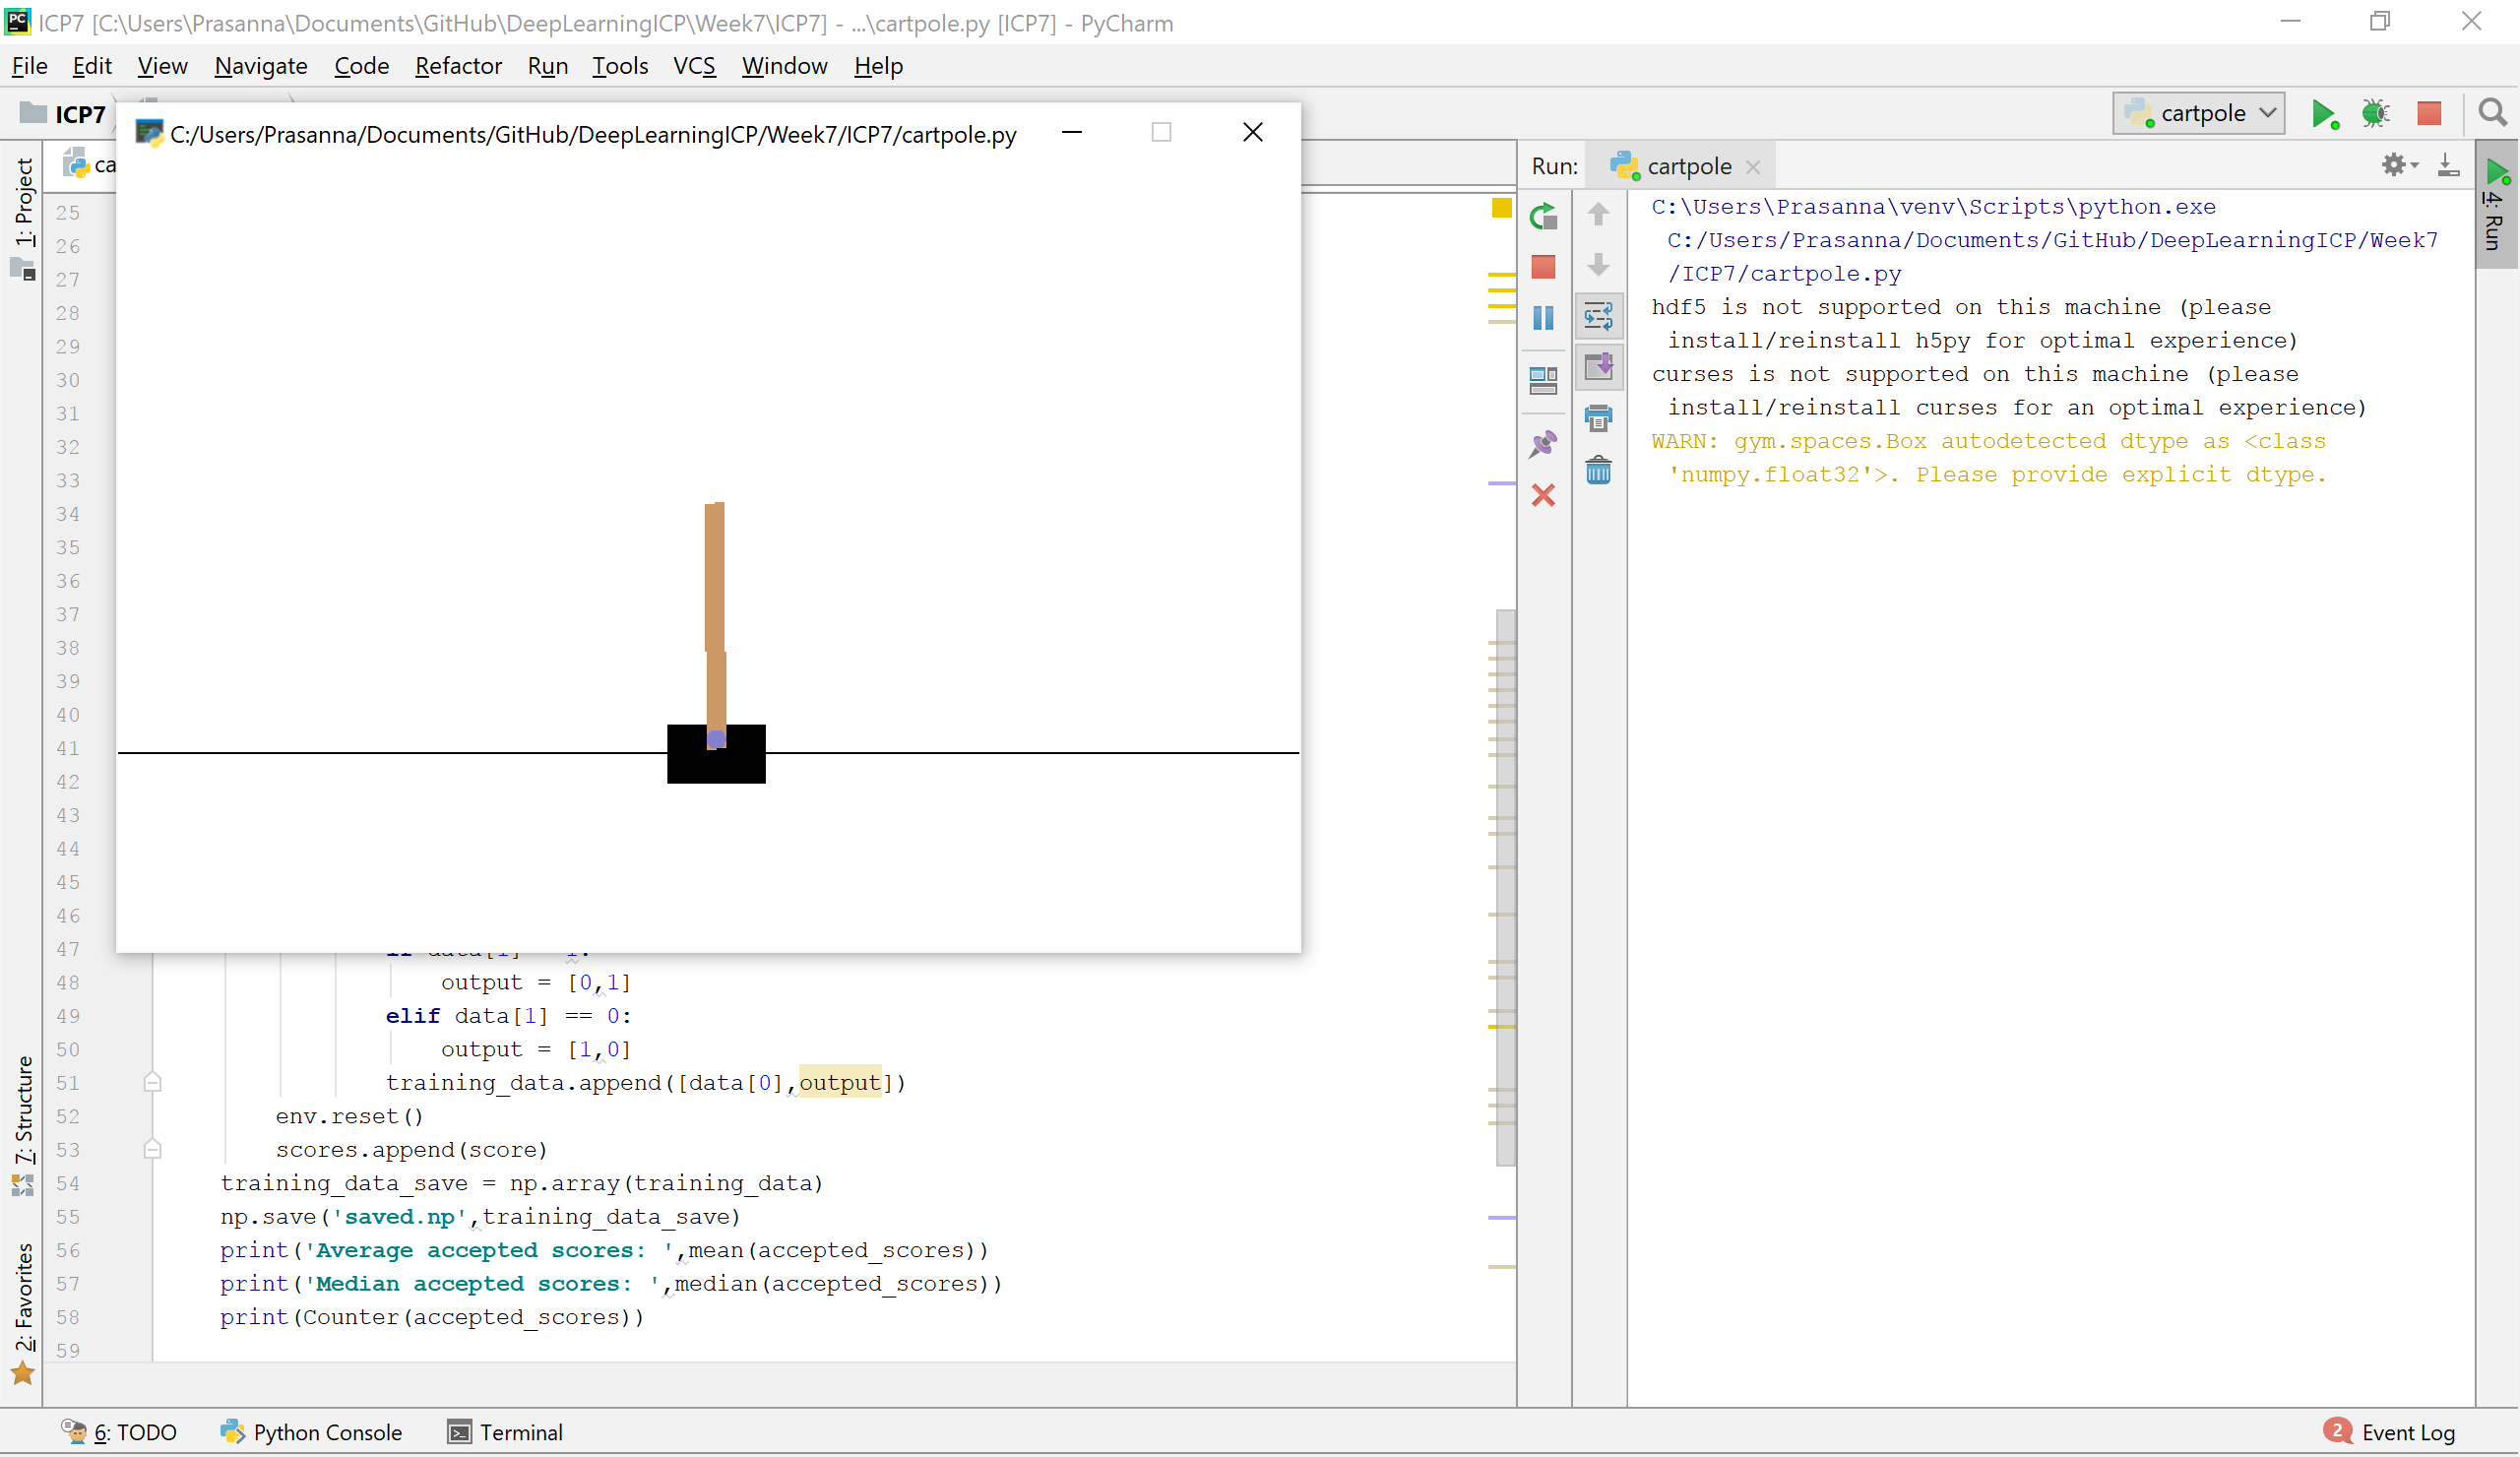 ICP7 [C:\Users\Prasanna\Documents\GitHub\DeepLearningICP\Week7\ICP7] - ...\cartpole.py [ICP7] - PyCharm
File Edit View Navigate Code Refactor Run Tools VCS Window Help
ICP7
cartpole
C:/Users/Prasanna/Documents/GitHub/DeepLearningICP/Week7/ICP7/cartpole.py
1: Project
ca
Run: cartpole
4: Run
C:\Users\Prasanna\venv\Scripts\python.exe
C:/Users/Prasanna/Documents/GitHub/DeepLearningICP/Week7
/ICP7/cartpole.py
hdf5 is not supported on this machine (please
install/reinstall h5py for optimal experience)
curses is not supported on this machine (please
install/reinstall curses for an optimal experience)
WARN: gym.spaces.Box autodetected dtype as <class
'numpy.float32'>. Please provide explicit dtype.
25
26
27
28
29
30
31
32
33
34
35
36
37
38
39
40
41
42
43
44
45
46
47
48 output = [0,1]
49 elif data[1] == 0:
50 output = [1,0]
51 training_data.append([data[0],output])
52 env.reset()
53 scores.append(score)
54 training_data_save = np.array(training_data)
55 np.save('saved.np',training_data_save)
56 print('Average accepted scores: ',mean(accepted_scores))
57 print('Median accepted scores: ',median(accepted_scores))
58 print(Counter(accepted_scores))
59
7: Structure
2: Favorites
6: TODO Python Console Terminal
2 Event Log